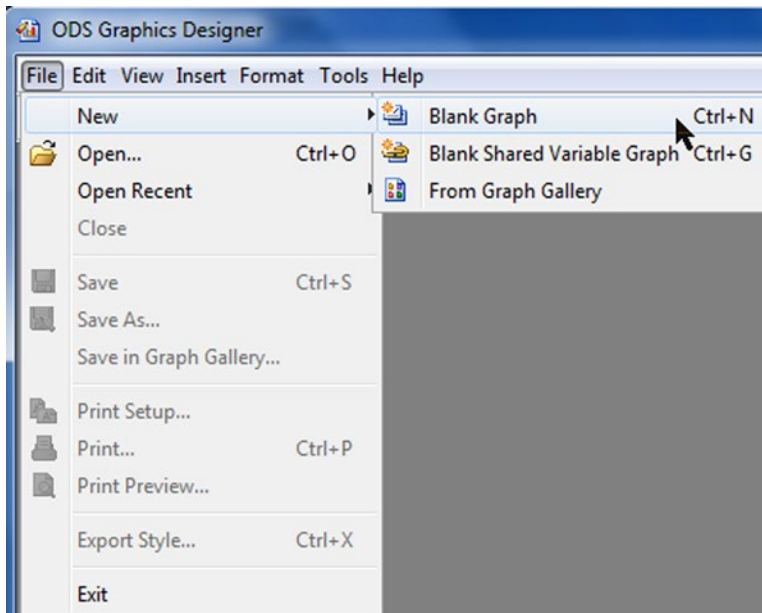 ODS Graphics Designer
File Edit View Insert Format Tools Help
New
Blank Graph Ctrl+N
Open... Ctrl+O
Blank Shared Variable Graph Ctrl+G
Open Recent
From Graph Gallery
Close
Save Ctrl+S
Save As...
Save in Graph Gallery...
Print Setup...
Print... Ctrl+P
Print Preview...
Export Style... Ctrl+X
Exit